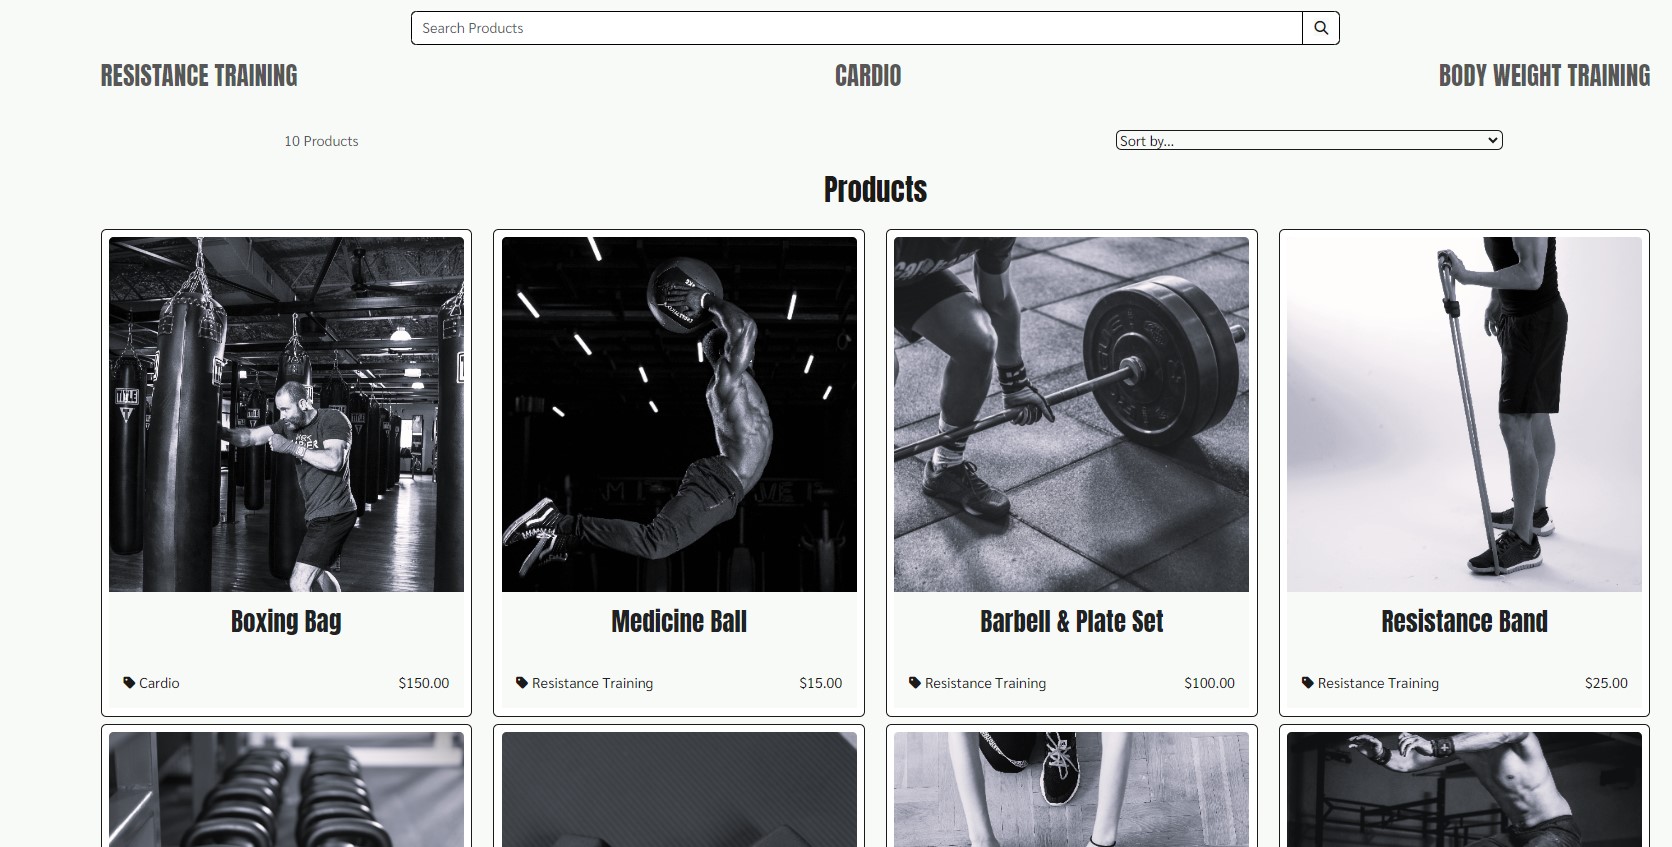 Search Products
RESISTANCE TRAINING CARDIO BODY WEIGHT TRAINING
10 Products Sort by...
Products
TITLE
Boxing Bag Medicine Ball Barbell & Plate Set Resistance Band
Cardio $150.00 Resistance Training $15.00 Resistance Training $100.00 Resistance Training $25.00